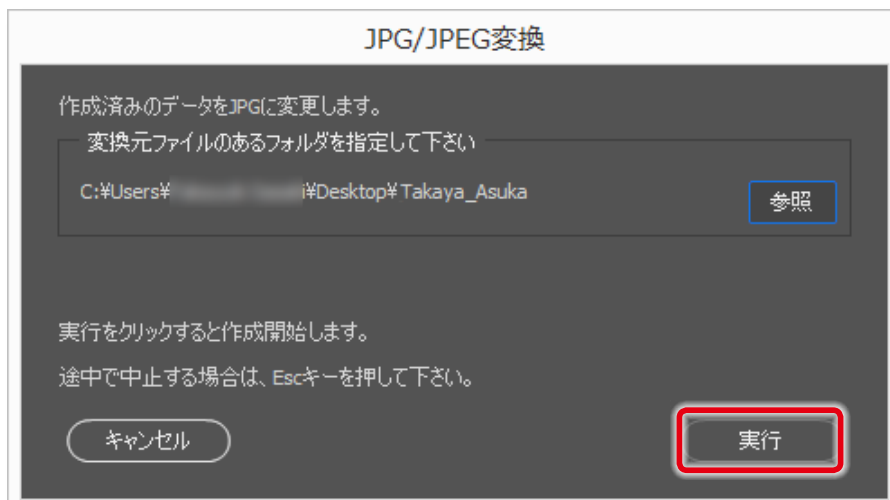 JPG/JPEG変換
作成済みのデータをJPGに変更します。
変換元ファイルのあるフォルダを指定して下さい
C:¥Users¥ i¥Desktop¥Takaya_Asuka
参照
実行をクリックすると作成開始します。
途中で中止する場合は、Escキーを押して下さい。
キャンセル
実行